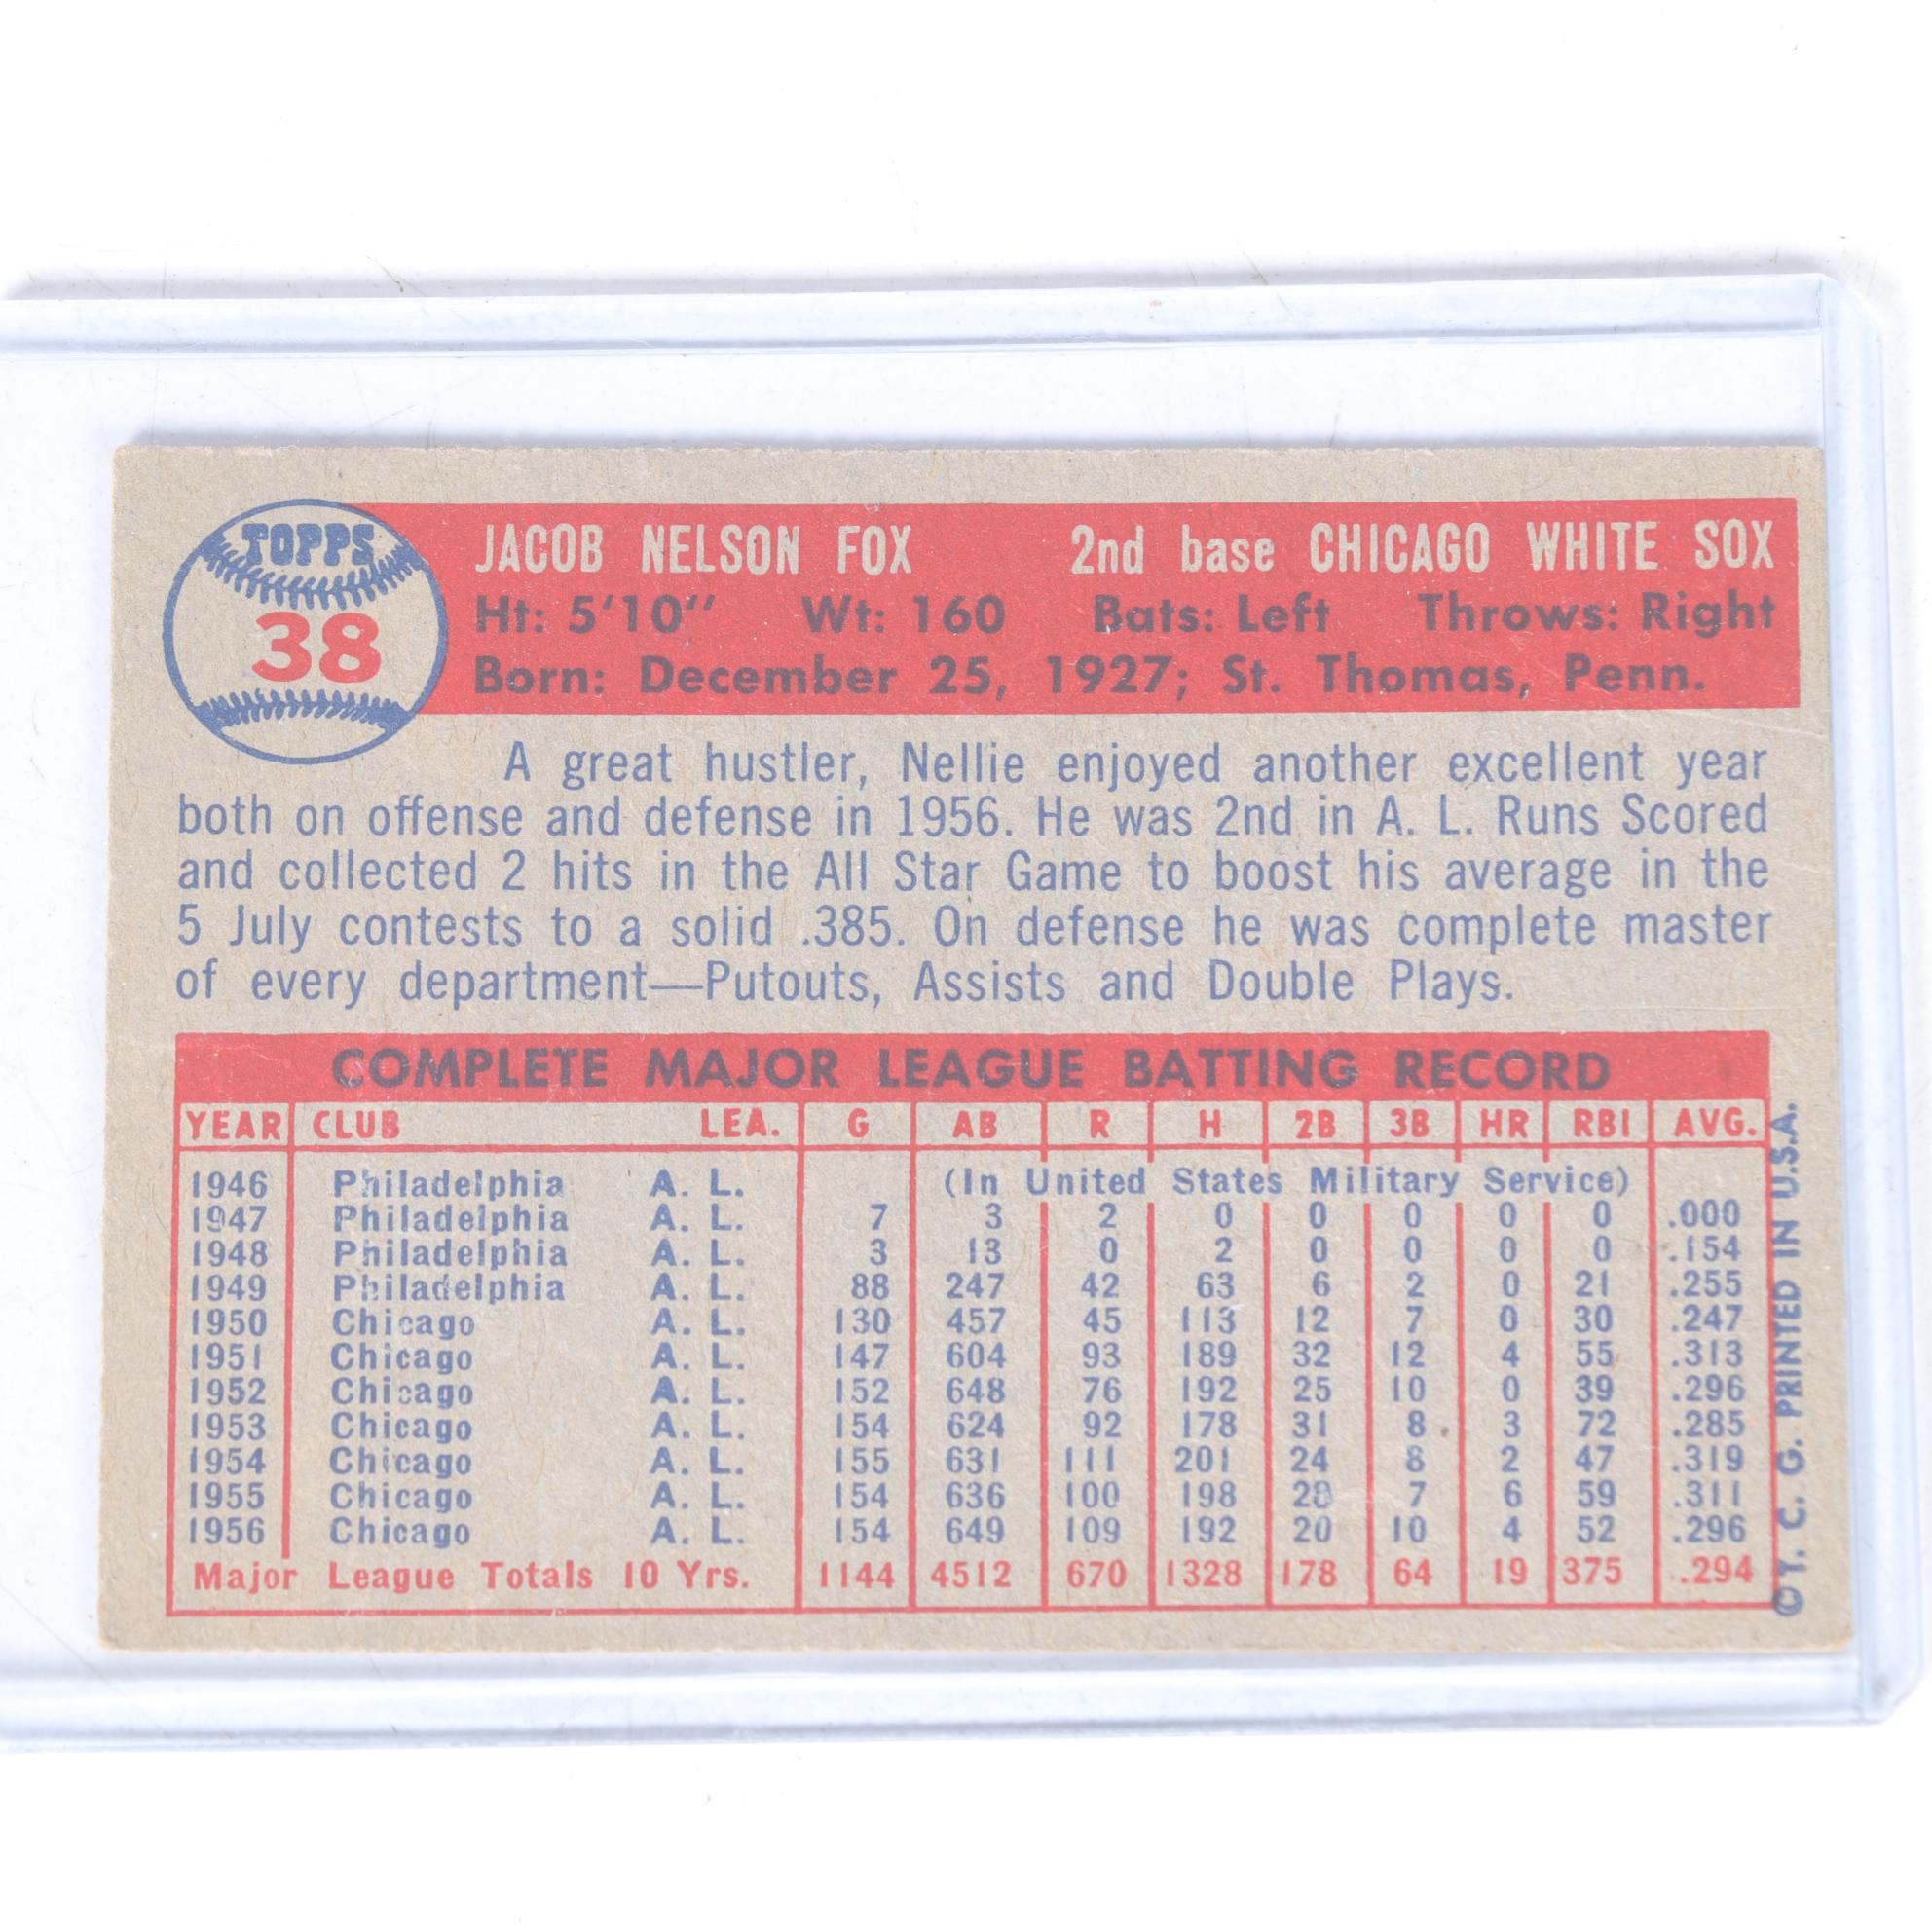 TOPPS
38
JACOB NELSON FOX 2nd base CHICAGO WHITE SOX
Ht: 5'10" Wt: 160 Bats: Left Throws: Right
Born: December 25, 1927; St. Thomas, Penn.
A great hustler, Nellie enjoyed another excellent year
both on offense and defense in 1956. He was 2nd in A. L. Runs Scored
and collected 2 hits in the All Star Game to boost his average in the
5 July contests to a solid .385. On defense he was complete master
of every department—Putouts, Assists and Double Plays.
COMPLETE MAJOR LEAGUE BATTING RECORD
YEAR CLUB LEA. G AB R H 2B 3B HR RBI AVG.
1946 Philadelphia A. L. (In United States Military Service)
1947 Philadelphia A. L. 7 3 2 0 0 0 0 0 .000
1948 Philadelphia A. L. 3 13 0 2 0 0 0 0 .154
1949 Philadelphia A. L. 88 247 42 63 6 2 0 21 .255
1950 Chicago A. L. 130 457 45 113 12 7 0 30 .247
1951 Chicago A. L. 147 604 93 189 32 12 4 55 .313
1952 Chicago A. L. 152 648 76 192 25 10 0 39 .296
1953 Chicago A. L. 154 624 92 178 31 8 3 72 .285
1954 Chicago A. L. 155 631 111 201 24 8 2 47 .319
1955 Chicago A. L. 154 636 100 198 28 7 6 59 .311
1956 Chicago A. L. 154 649 109 192 20 10 4 52 .296
Major League Totals 10 Yrs. 1144 4512 670 1328 178 64 19 375 .294
© T. C. G. PRINTED IN U.S.A.